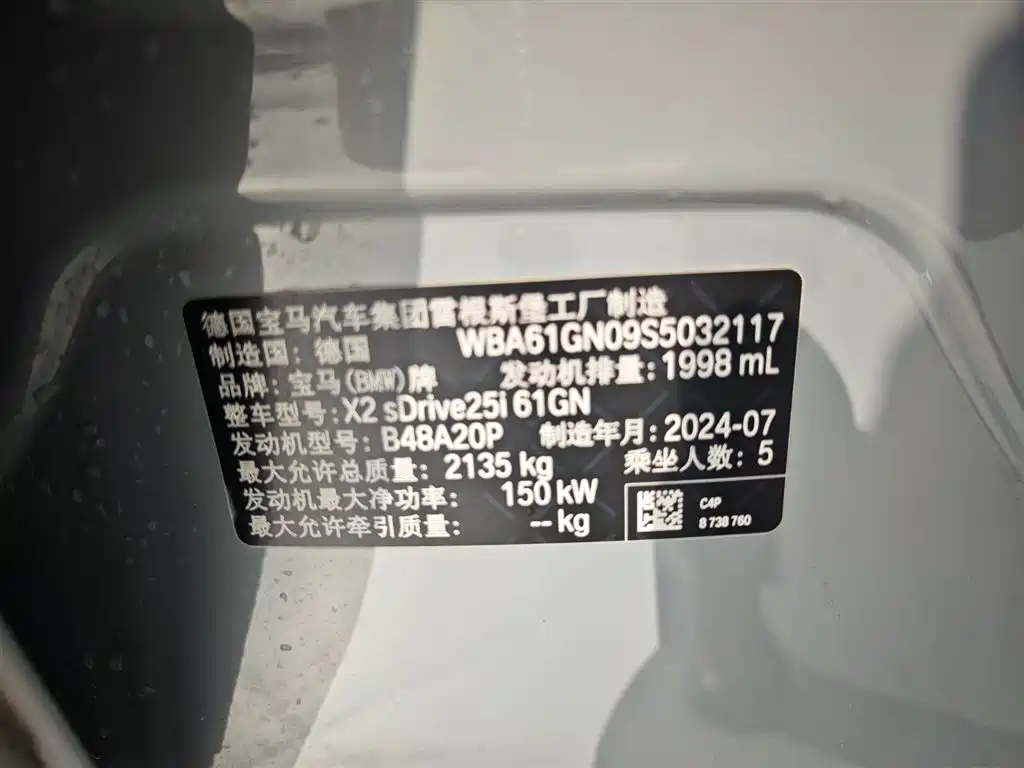 德国宝马汽车集团雷根斯堡工厂制造
制造国：德国 WBA61GN09S5032117
品牌：宝马(BMW)牌 发动机排量：1998 mL
整车型号：X2 sDrive25i 61GN
发动机型号：B48A20P 制造年月：2024-07
最大允许总质量：2135 kg 乘坐人数：5
发动机最大净功率：150 kW
最大允许牵引质量：-- kg
C4P
8 738 760